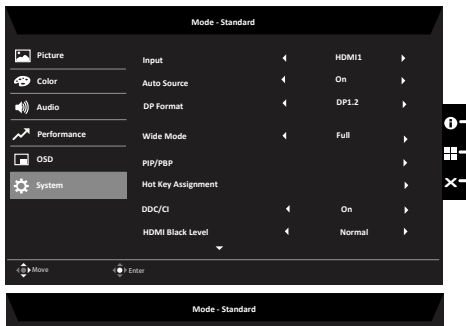 Mode - Standard
Picture
Color
Audio
Performance
OSD
System
Input HDMI1
Auto Source On
DP Format DP1.2
Wide Mode Full
PIP/PBP
Hot Key Assignment
DDC/CI On
HDMI Black Level Normal
Move Enter
Mode - Standard